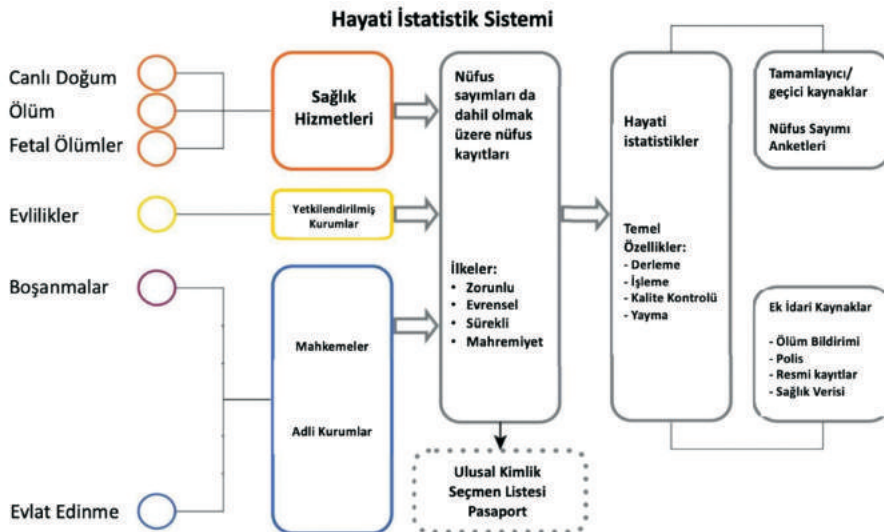 Hayati İstatistik Sistemi
Canlı Doğum
Ölüm
Fetal Ölümler
Evlilikler
Boşanmalar
Evlat Edinme
Sağlık
Hizmetleri
Yetkilendirilmiş
Kurumlar
Mahkemeler
Adli Kurumlar
Nüfus
sayımları da
dahil olmak
üzere nüfus
kayıtları
İlkeler:
• Zorunlu
• Evrensel
• Sürekli
• Mahremiyet
Ulusal Kimlik
Seçmen Listesi
Pasaport
Hayati
istatistikler
Temel
Özellikler:
- Derleme
- İşleme
- Kalite Kontrolü
- Yayma
Tamamlayıcı/
geçici kaynaklar
Nüfus Sayımı
Anketleri
Ek İdari Kaynaklar
- Ölüm Bildirimi
- Polis
- Resmi kayıtlar
- Sağlık Verisi